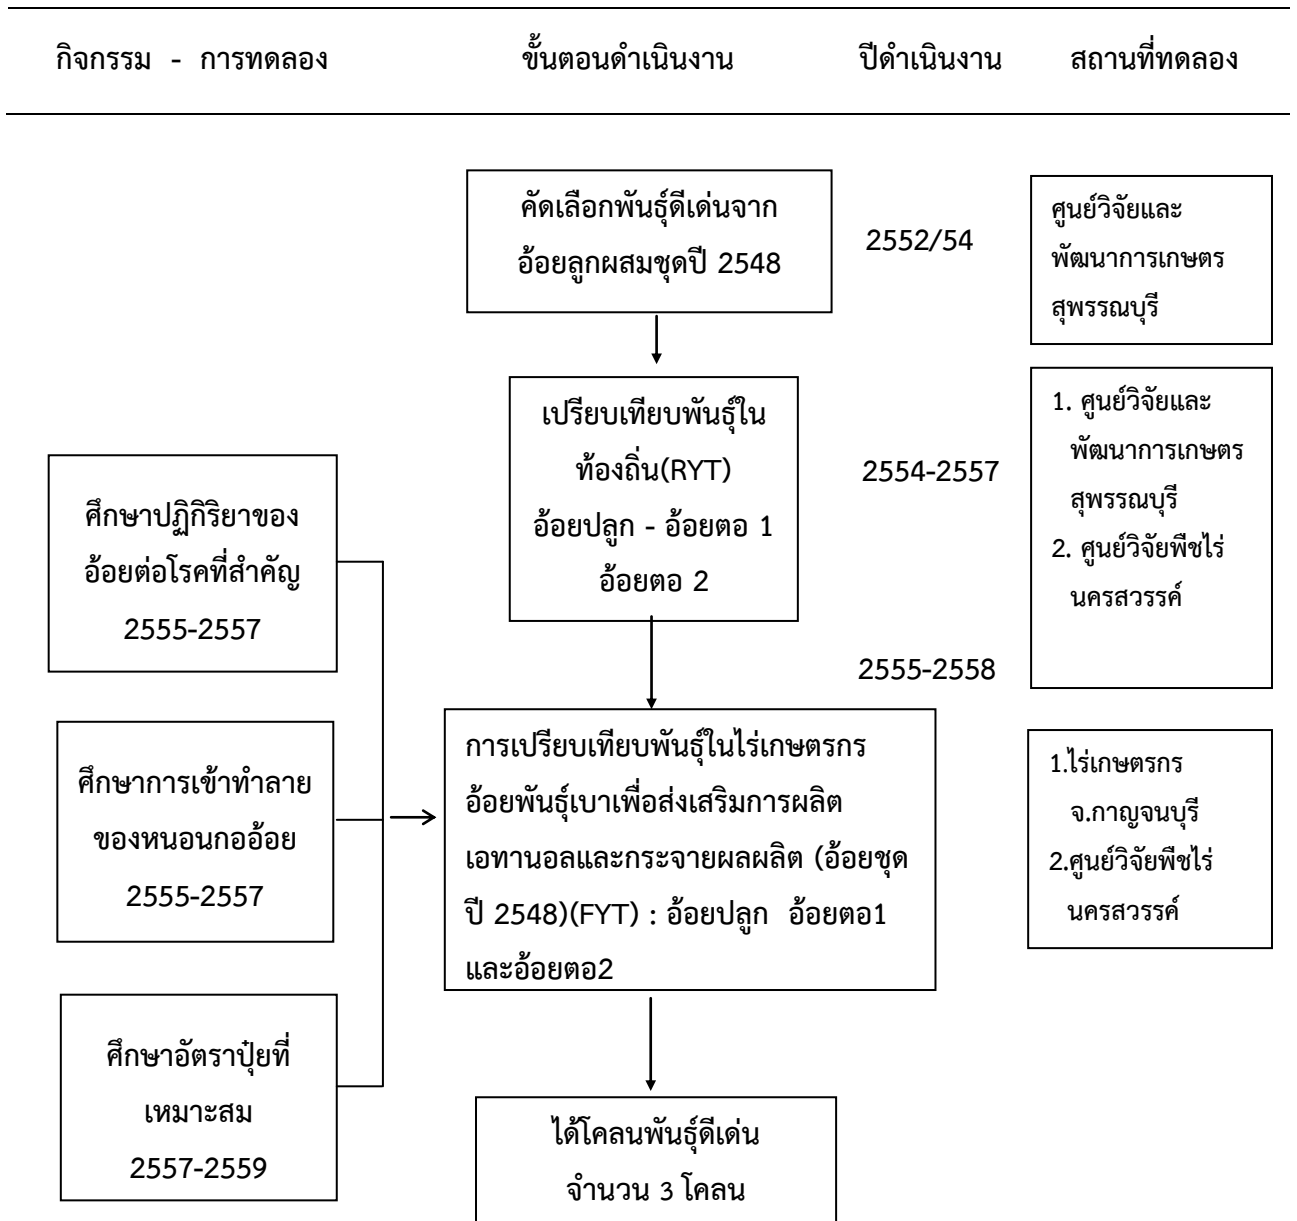 กิจกรรม - การทดลอง ขั้นตอนดำเนินงาน ปีดำเนินงาน สถานที่ทดลอง
คัดเลือกพันธุ์ดีเด่นจาก
อ้อยลูกผสมชุดปี 2548
2552/54
ศูนย์วิจัยและ
พัฒนาการเกษตร
สุพรรณบุรี
เปรียบเทียบพันธุ์ใน
ท้องถิ่น(RYT)
อ้อยปลูก - อ้อยตอ 1
อ้อยตอ 2
2554-2557
1. ศูนย์วิจัยและ
พัฒนาการเกษตร
สุพรรณบุรี
2. ศูนย์วิจัยพืชไร่
นครสวรรค์
ศึกษาปฏิกิริยาของ
อ้อยต่อโรคที่สำคัญ
2555-2557
2555-2558
ศึกษาการเข้าทำลาย
ของหนอนกออ้อย
2555-2557
การเปรียบเทียบพันธุ์ในไร่เกษตรกร
อ้อยพันธุ์เบาเพื่อส่งเสริมการผลิต
เอทานอลและกระจายผลผลิต (อ้อยชุด
ปี 2548)(FYT) : อ้อยปลูก อ้อยตอ1
และอ้อยตอ2
1.ไร่เกษตรกร
จ.กาญจนบุรี
2.ศูนย์วิจัยพืชไร่
นครสวรรค์
ศึกษาอัตราปุ๋ยที่
เหมาะสม
2557-2559
ได้โคลนพันธุ์ดีเด่น
จำนวน 3 โคลน